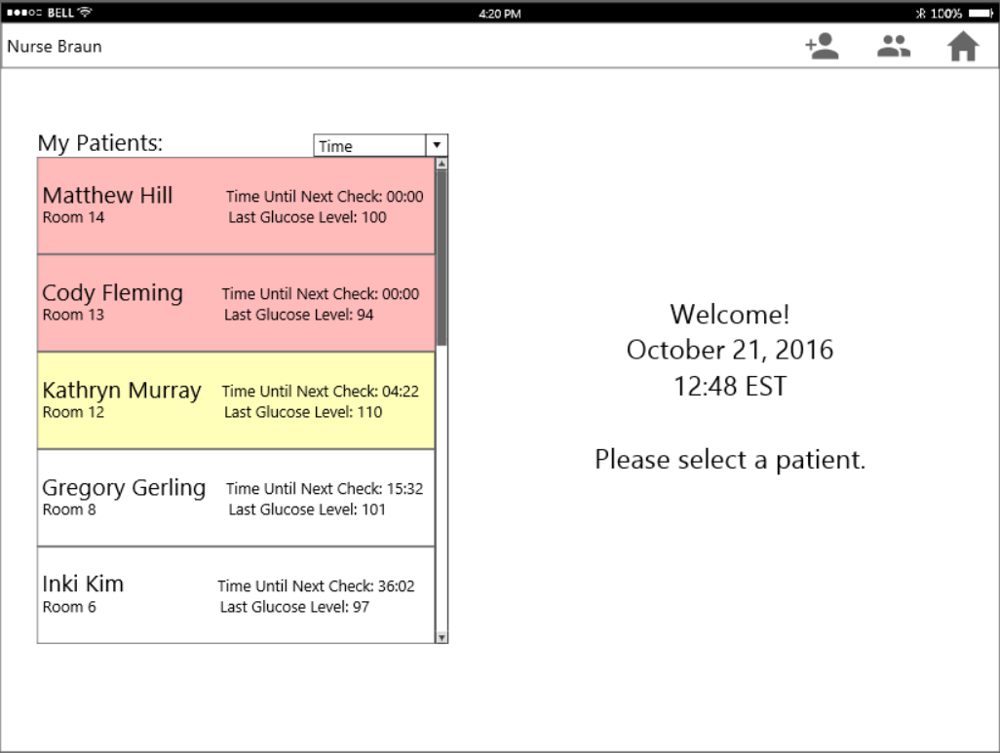 BELL 4:20 PM 100%
Nurse Braun
My Patients: Time
Matthew Hill Time Until Next Check: 00:00
Room 14 Last Glucose Level: 100
Cody Fleming Time Until Next Check: 00:00
Room 13 Last Glucose Level: 94
Kathryn Murray Time Until Next Check: 04:22
Room 12 Last Glucose Level: 110
Gregory Gerling Time Until Next Check: 15:32
Room 8 Last Glucose Level: 101
Inki Kim Time Until Next Check: 36:02
Room 6 Last Glucose Level: 97
Welcome!
October 21, 2016
12:48 EST
Please select a patient.